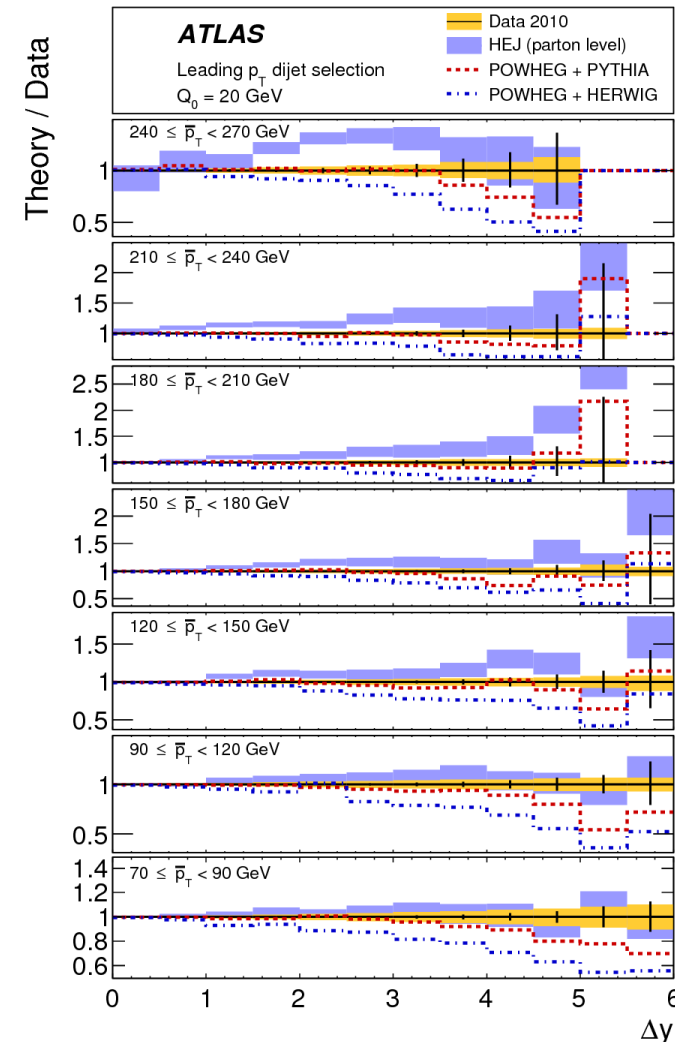 Theory / Data
ATLAS
Leading p_T dijet selection
Q_0 = 20 GeV
Data 2010
HEJ (parton level)
POWHEG + PYTHIA
POWHEG + HERWIG
240 ≤ p̅_T < 270 GeV
1
0.5
210 ≤ p̅_T < 240 GeV
2
1.5
1
180 ≤ p̅_T < 210 GeV
2.5
2
1.5
1
150 ≤ p̅_T < 180 GeV
2
1.5
1
0.5
120 ≤ p̅_T < 150 GeV
1.5
1
0.5
90 ≤ p̅_T < 120 GeV
1
0.5
70 ≤ p̅_T < 90 GeV
1.4
1.2
1
0.8
0.6
0 1 2 3 4 5 6
Δy